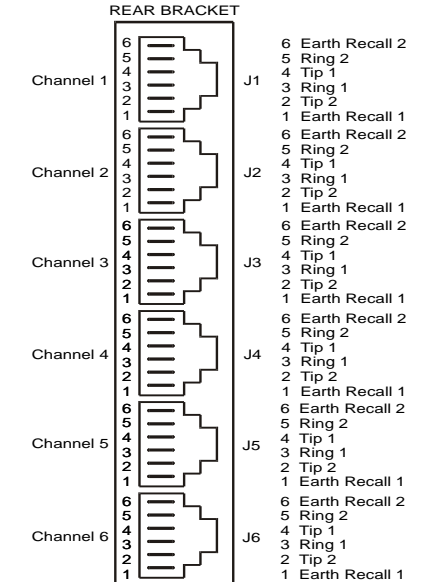 REAR BRACKET
6 6 Earth Recall 2
5 5 Ring 2
4 4 Tip 1
Channel 1 J1
3 3 Ring 1
2 2 Tip 2
1 1 Earth Recall 1
6 6 Earth Recall 2
5 5 Ring 2
4 4 Tip 1
Channel 2 J2
3 3 Ring 1
2 2 Tip 2
1 1 Earth Recall 1
6 6 Earth Recall 2
5 5 Ring 2
4 4 Tip 1
Channel 3 J3
3 3 Ring 1
2 2 Tip 2
1 1 Earth Recall 1
6 6 Earth Recall 2
5 5 Ring 2
4 4 Tip 1
Channel 4 J4
3 3 Ring 1
2 2 Tip 2
1 1 Earth Recall 1
6 6 Earth Recall 2
5 5 Ring 2
4 4 Tip 1
Channel 5 J5
3 3 Ring 1
2 2 Tip 2
1 1 Earth Recall 1
6 6 Earth Recall 2
5 5 Ring 2
4 4 Tip 1
Channel 6 J6
3 3 Ring 1
2 2 Tip 2
1 1 Earth Recall 1